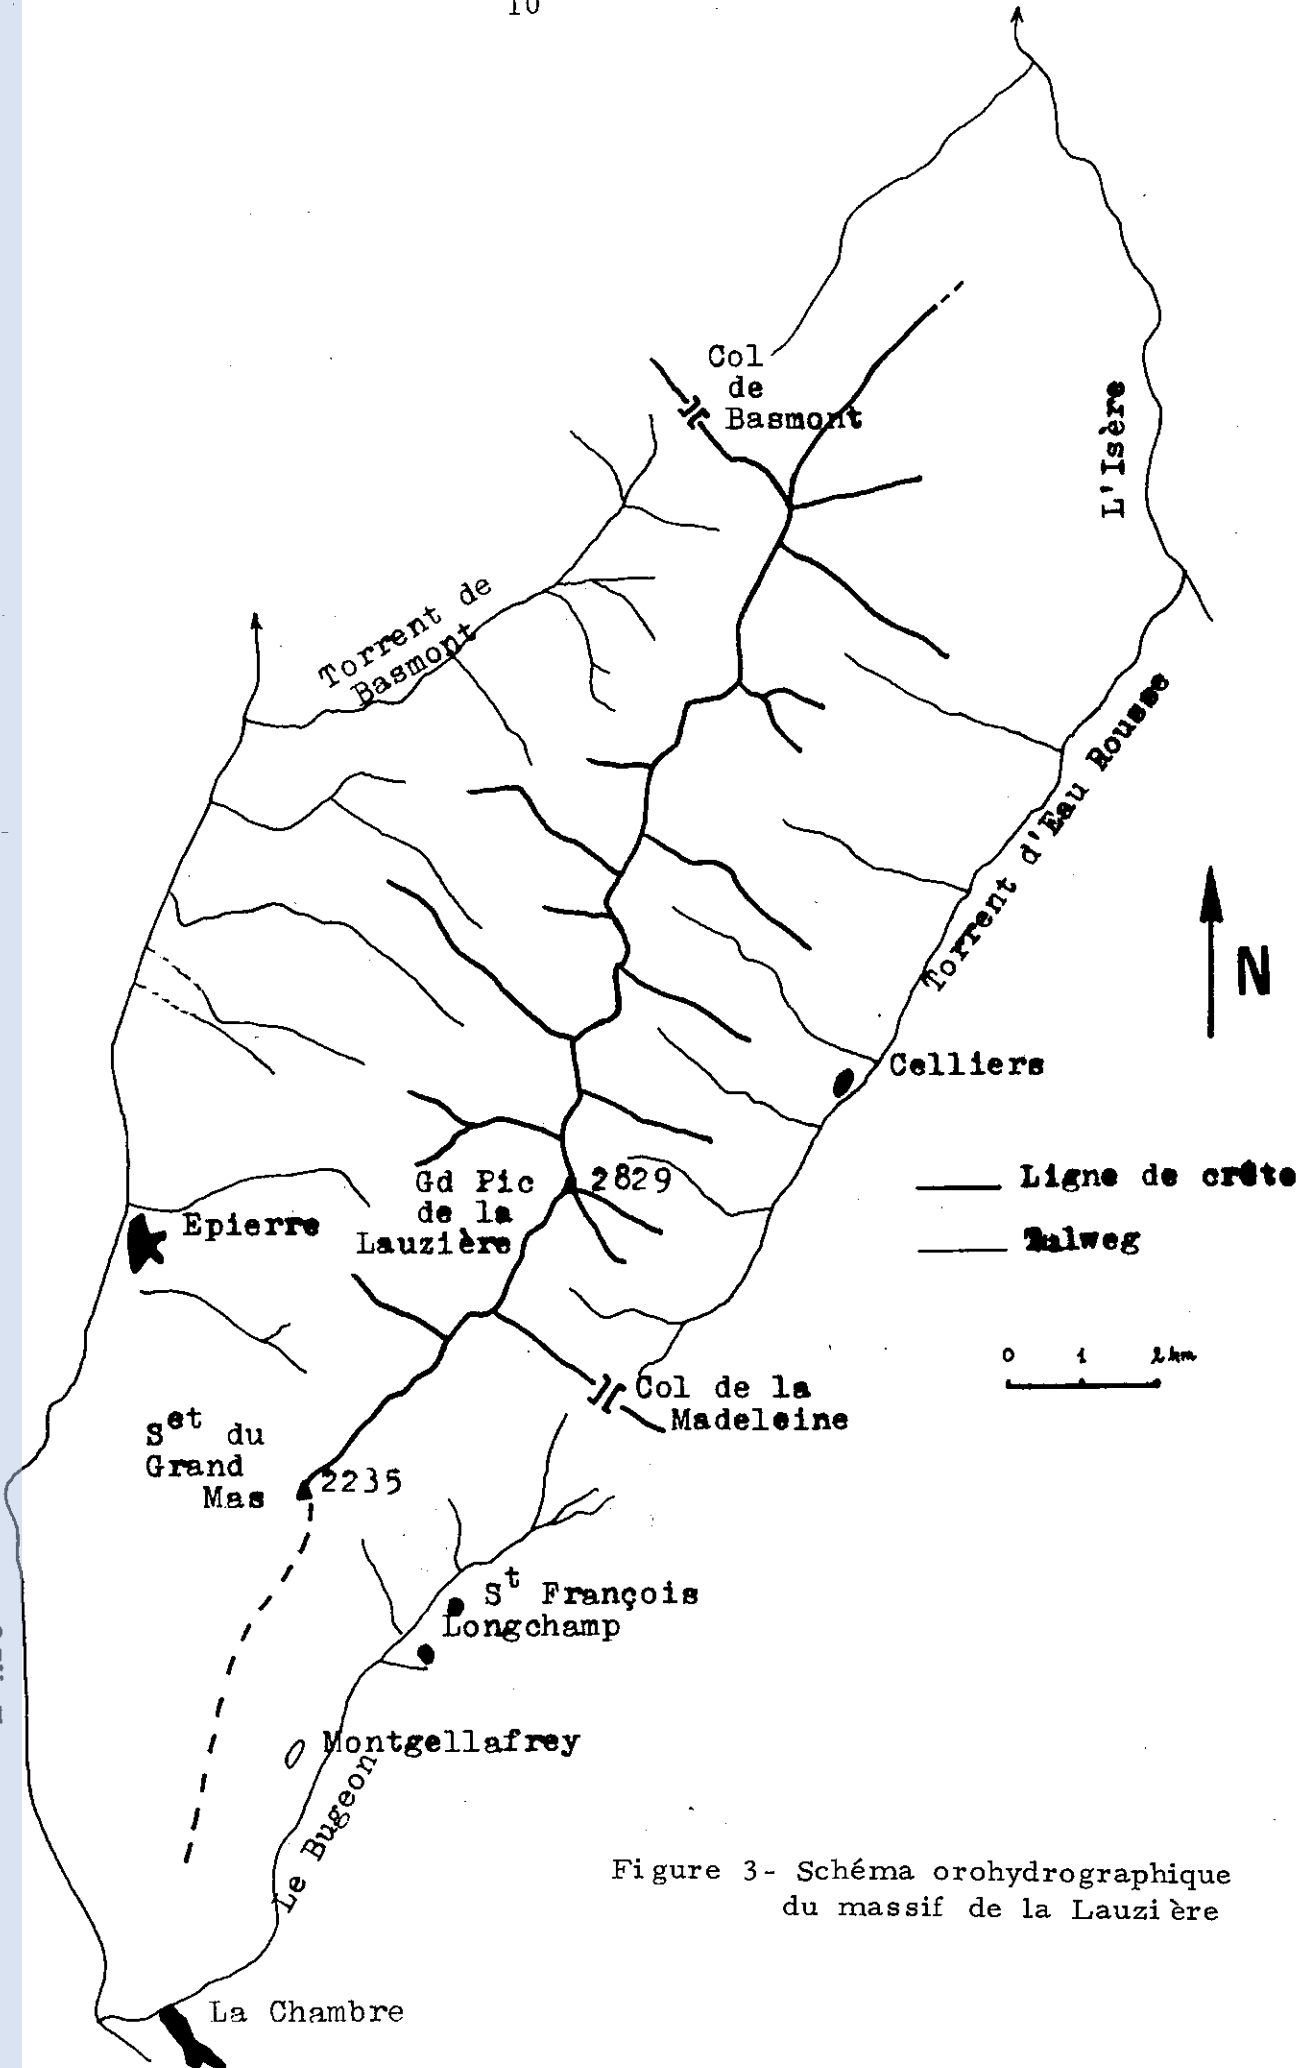 10
Col
de
Basmont
L'Isère
Torrent de
Basmont
Torrent d'Eau Rousse
N
Celliers
Gd Pic
de la
Lauzière
2829
Ligne de crête
Talweg
Epierre
0 1 2 km
Col de la
Madeleine
Set du
Grand
Mas
2235
St François
Longchamp
Montgellafrey
Le Bugeon
Figure 3- Schéma orohydrographique
du massif de la Lauzière
La Chambre